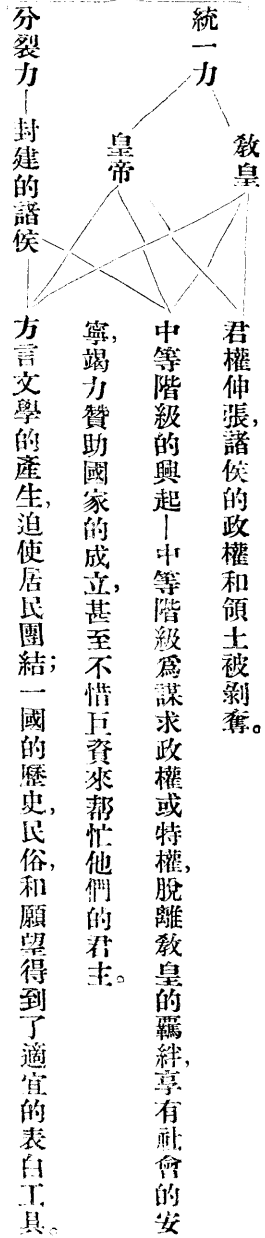 統一力
教皇
皇帝
分裂力—封建的諸侯
君權伸張，諸侯的政權和領土被剝奪。
中等階級的興起—中等階級爲謀求政權或特權，脫離教皇的羈絆，享有社會的安
寧，竭力贊助國家的成立，甚至不惜巨資來幇忙他們的君主。
方言文學的產生，迫使居民團結；一國的歷史，民俗，和願望得到了適宜的表白工具。